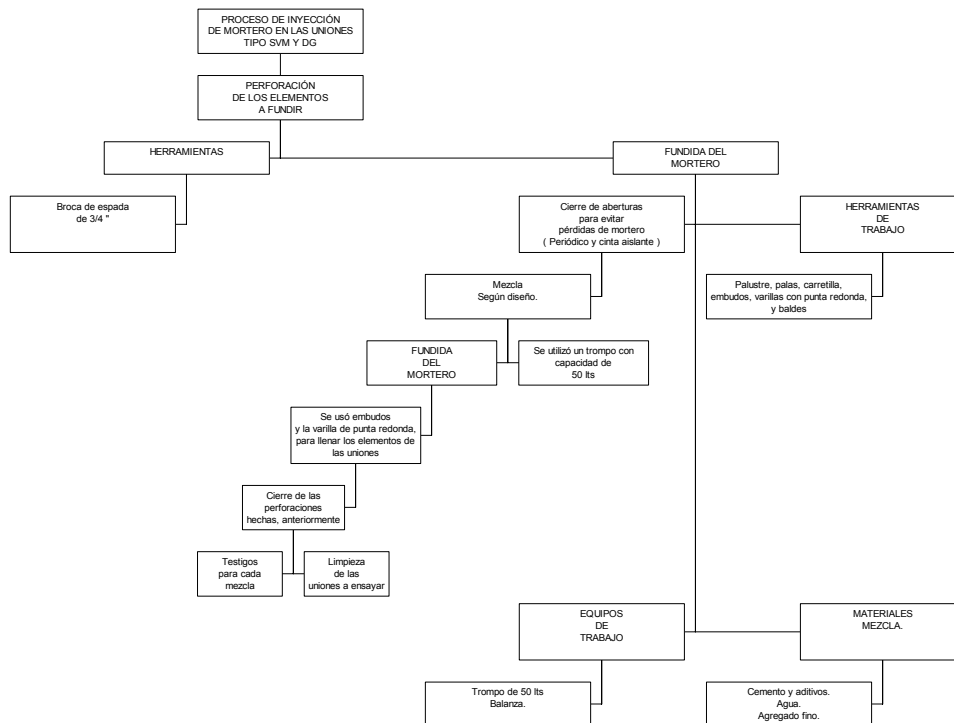 PROCESO DE INYECCIÓN
DE MORTERO EN LAS UNIONES
TIPO SVM Y DG
PERFORACIÓN
DE LOS ELEMENTOS
A FUNDIR
HERRAMIENTAS
FUNDIDA DEL
MORTERO
Broca de espada
de 3/4 "
Cierre de aberturas
para evitar
pérdidas de mortero
( Periódico y cinta aislante )
HERRAMIENTAS
DE
TRABAJO
Mezcla
Según diseño.
Palustre, palas, carretilla,
embudos, varillas con punta redonda,
y baldes
FUNDIDA
DEL
MORTERO
Se utilizó un trompo con
capacidad de
50 lts
Se usó embudos
y la varilla de punta redonda,
para llenar los elementos de
las uniones
Cierre de las
perforaciones
hechas, anteriormente
Testigos
para cada
mezcla
Limpieza
de las
uniones a ensayar
EQUIPOS
DE
TRABAJO
MATERIALES
MEZCLA.
Trompo de 50 lts
Balanza.
Cemento y aditivos.
Agua.
Agregado fino.